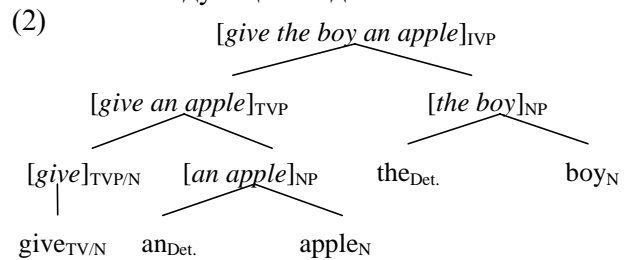 (2)
[give the boy an apple]IVP
[give an apple]TVP [the boy]NP
[give]TVP/N [an apple]NP theDet. boyN
giveTV/N anDet. appleN